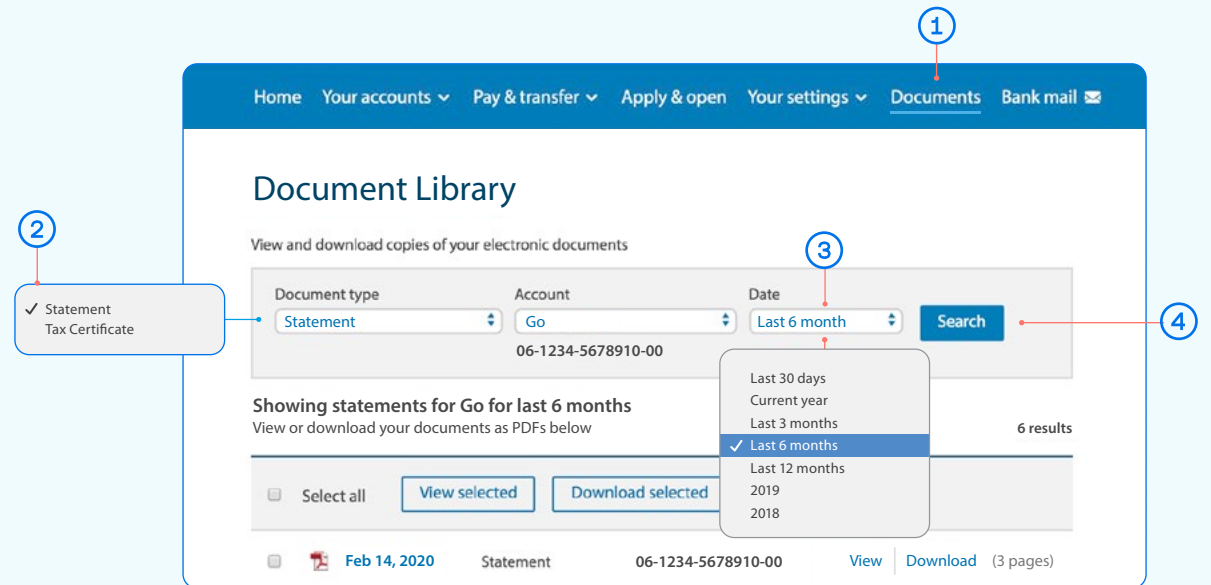 1
Home Your accounts Pay & transfer Apply & open Your settings Documents Bank mail
Document Library
2
View and download copies of your electronic documents
3
Document type Account Date
Statement
Tax Certificate
Statement Go Last 6 month Search
4
06-1234-5678910-00
Last 30 days
Current year
Last 3 months
Last 6 months
Last 12 months
2019
2018
Showing statements for Go for last 6 months
View or download your documents as PDFs below
6 results
Select all View selected Download selected
Feb 14, 2020 Statement 06-1234-5678910-00 View Download (3 pages)